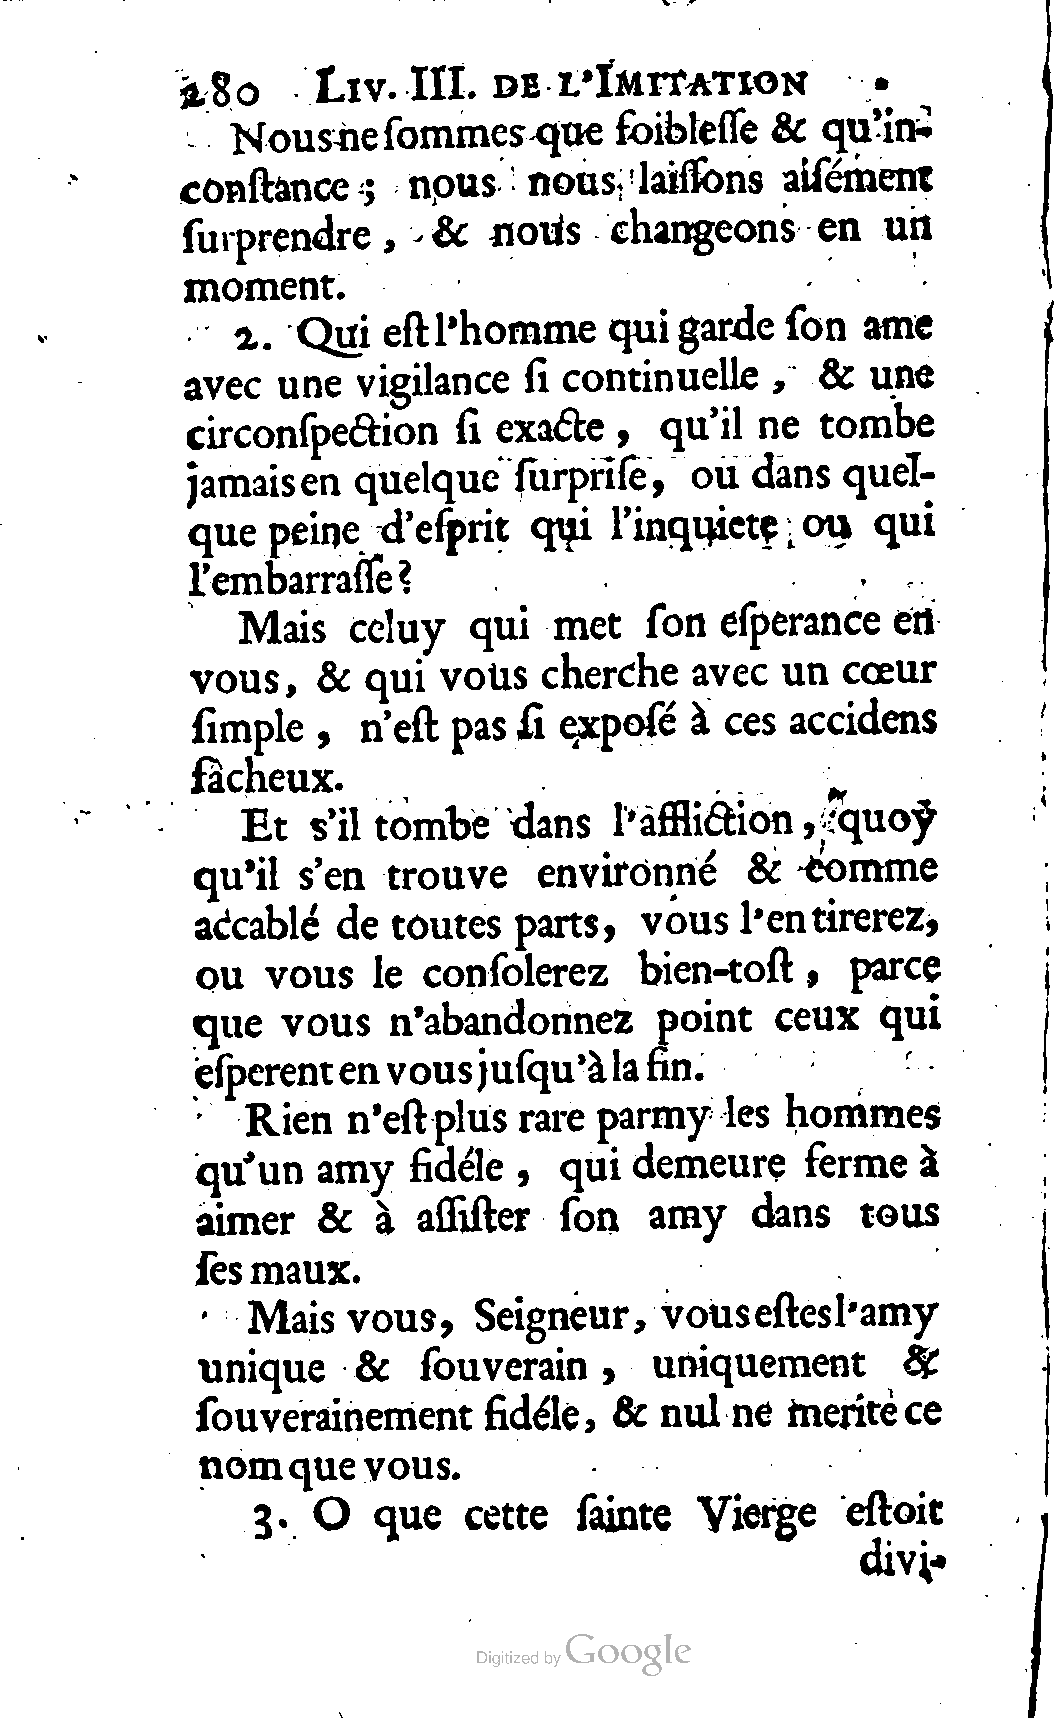 280 LIV. III. DE L'IMITATION
Nous ne ſommes que foibleſſe & qu'in-
conſtance ; nous nous laiſſons aiſément
ſurprendre , & nous changeons en un
moment.
2. Qui eſt l'homme qui garde ſon ame
avec une vigilance ſi continuelle , & une
circonſpection ſi exacte , qu'il ne tombe
jamais en quelque ſurpriſe, ou dans quel-
que peine d'eſprit qui l'inquiete ou qui
l'embarraſſe ?
Mais celuy qui met ſon eſperance en
vous, & qui vous cherche avec un cœur
ſimple , n'eſt pas ſi expoſé à ces accidens
fâcheux.
Et s'il tombe dans l'affliction , quoy
qu'il s'en trouve environné & comme
accablé de toutes parts, vous l'en tirerez,
ou vous le conſolerez bien-toſt , parce
que vous n'abandonnez point ceux qui
eſperent en vous juſqu'à la fin.
Rien n'eſt plus rare parmy les hommes
qu'un amy fidéle , qui demeure ferme à
aimer & à aſſiſter ſon amy dans tous
ſes maux.
Mais vous, Seigneur, vous eſtes l'amy
unique & ſouverain , uniquement &
ſouverainement fidéle, & nul ne merite ce
nom que vous.
3. O que cette ſainte Vierge eſtoit
divi-
Digitized by Google